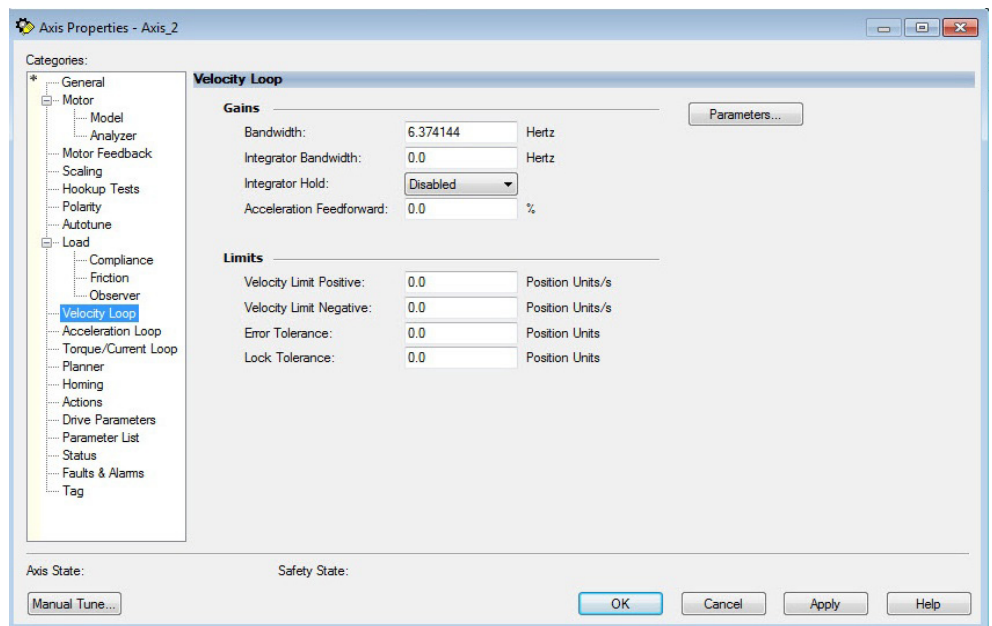 Axis Properties - Axis_2
Categories:
* General
Motor
Model
Analyzer
Motor Feedback
Scaling
Hookup Tests
Polarity
Autotune
Load
Compliance
Friction
Observer
Velocity Loop
Acceleration Loop
Torque/Current Loop
Planner
Homing
Actions
Drive Parameters
Parameter List
Status
Faults & Alarms
Tag
Velocity Loop
Gains
Parameters...
Bandwidth: 6.374144 Hertz
Integrator Bandwidth: 0.0 Hertz
Integrator Hold: Disabled
Acceleration Feedforward: 0.0 %
Limits
Velocity Limit Positive: 0.0 Position Units/s
Velocity Limit Negative: 0.0 Position Units/s
Error Tolerance: 0.0 Position Units
Lock Tolerance: 0.0 Position Units
Axis State: Safety State:
Manual Tune... OK Cancel Apply Help